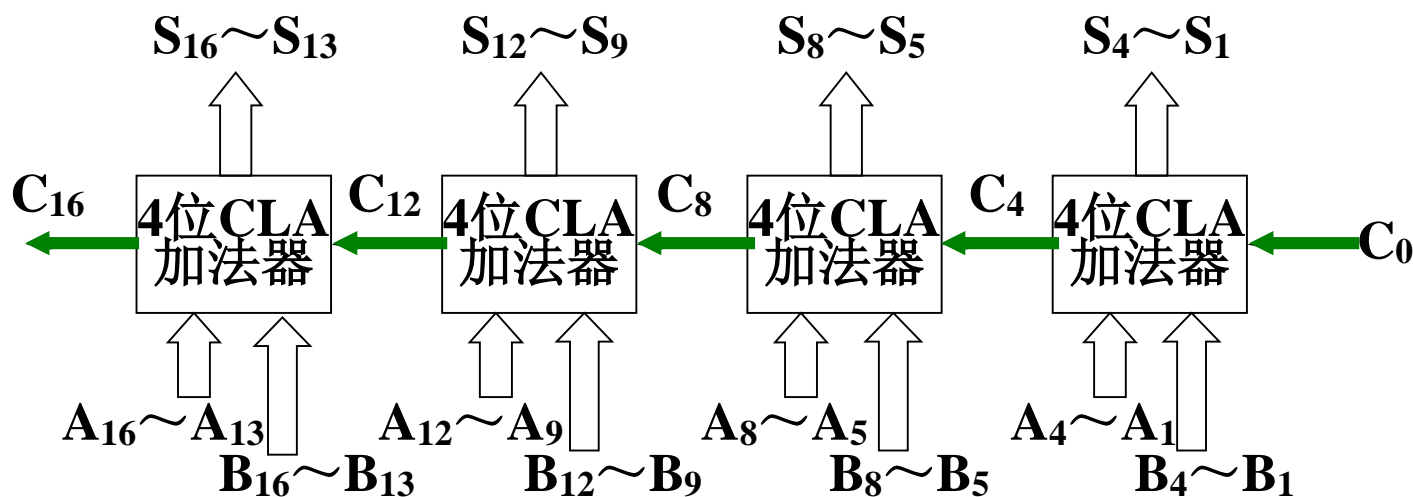 S₁₆～S₁₃ S₁₂～S₉ S₈～S₅ S₄～S₁
C₁₆ 4位CLA C₁₂ 4位CLA C₈ 4位CLA C₄ 4位CLA
加法器 加法器 加法器 加法器 C₀
A₁₆～A₁₃ A₁₂～A₉ A₈～A₅ A₄～A₁
B₁₆～B₁₃ B₁₂～B₉ B₈～B₅ B₄～B₁